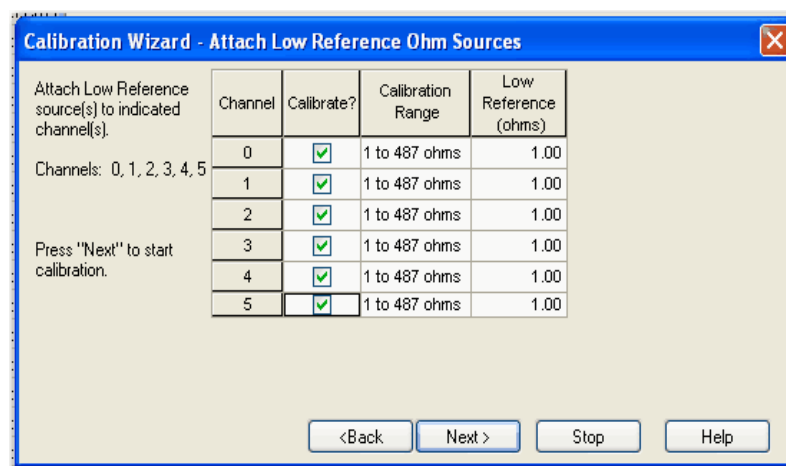 Calibration Wizard - Attach Low Reference Ohm Sources
Attach Low Reference
source(s) to indicated
channel(s).
Channels: 0, 1, 2, 3, 4, 5
Press "Next" to start
calibration.
Channel Calibrate? Calibration Range Low Reference (ohms)
0 1 to 487 ohms 1.00
1 1 to 487 ohms 1.00
2 1 to 487 ohms 1.00
3 1 to 487 ohms 1.00
4 1 to 487 ohms 1.00
5 1 to 487 ohms 1.00
<Back Next > Stop Help